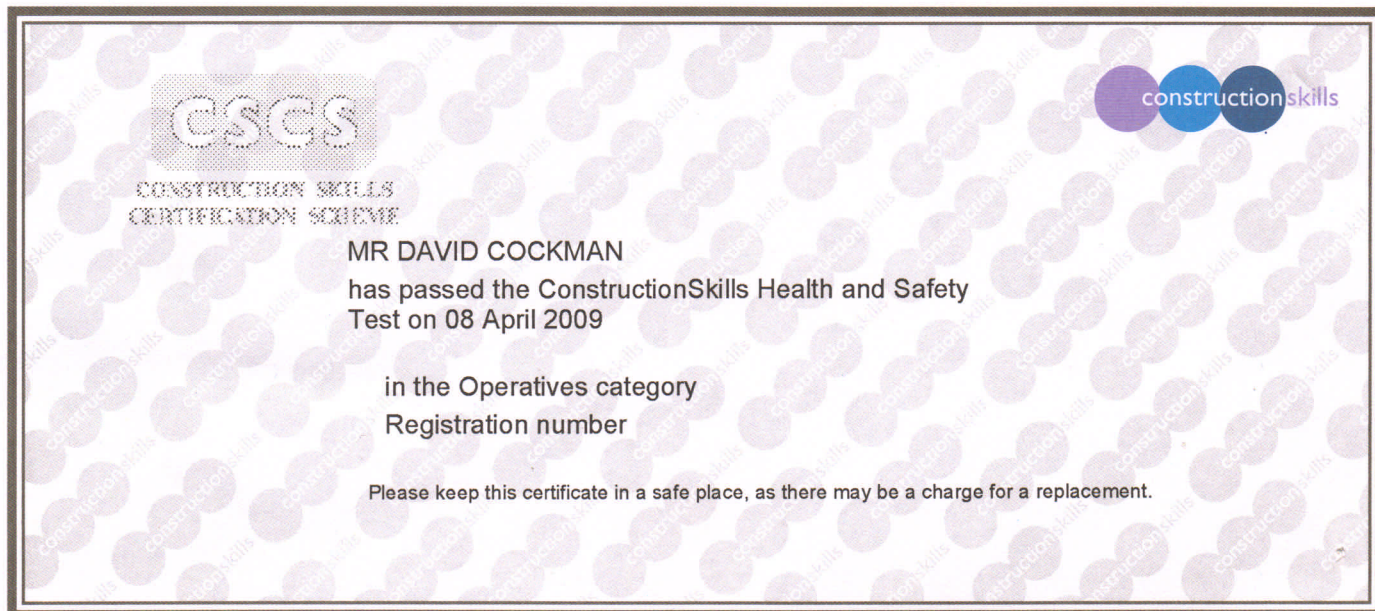 CSCS
CONSTRUCTION SKILLS
CERTIFICATION SCHEME
constructionskills
MR DAVID COCKMAN
has passed the ConstructionSkills Health and Safety
Test on 08 April 2009
in the Operatives category
Registration number
Please keep this certificate in a safe place, as there may be a charge for a replacement.